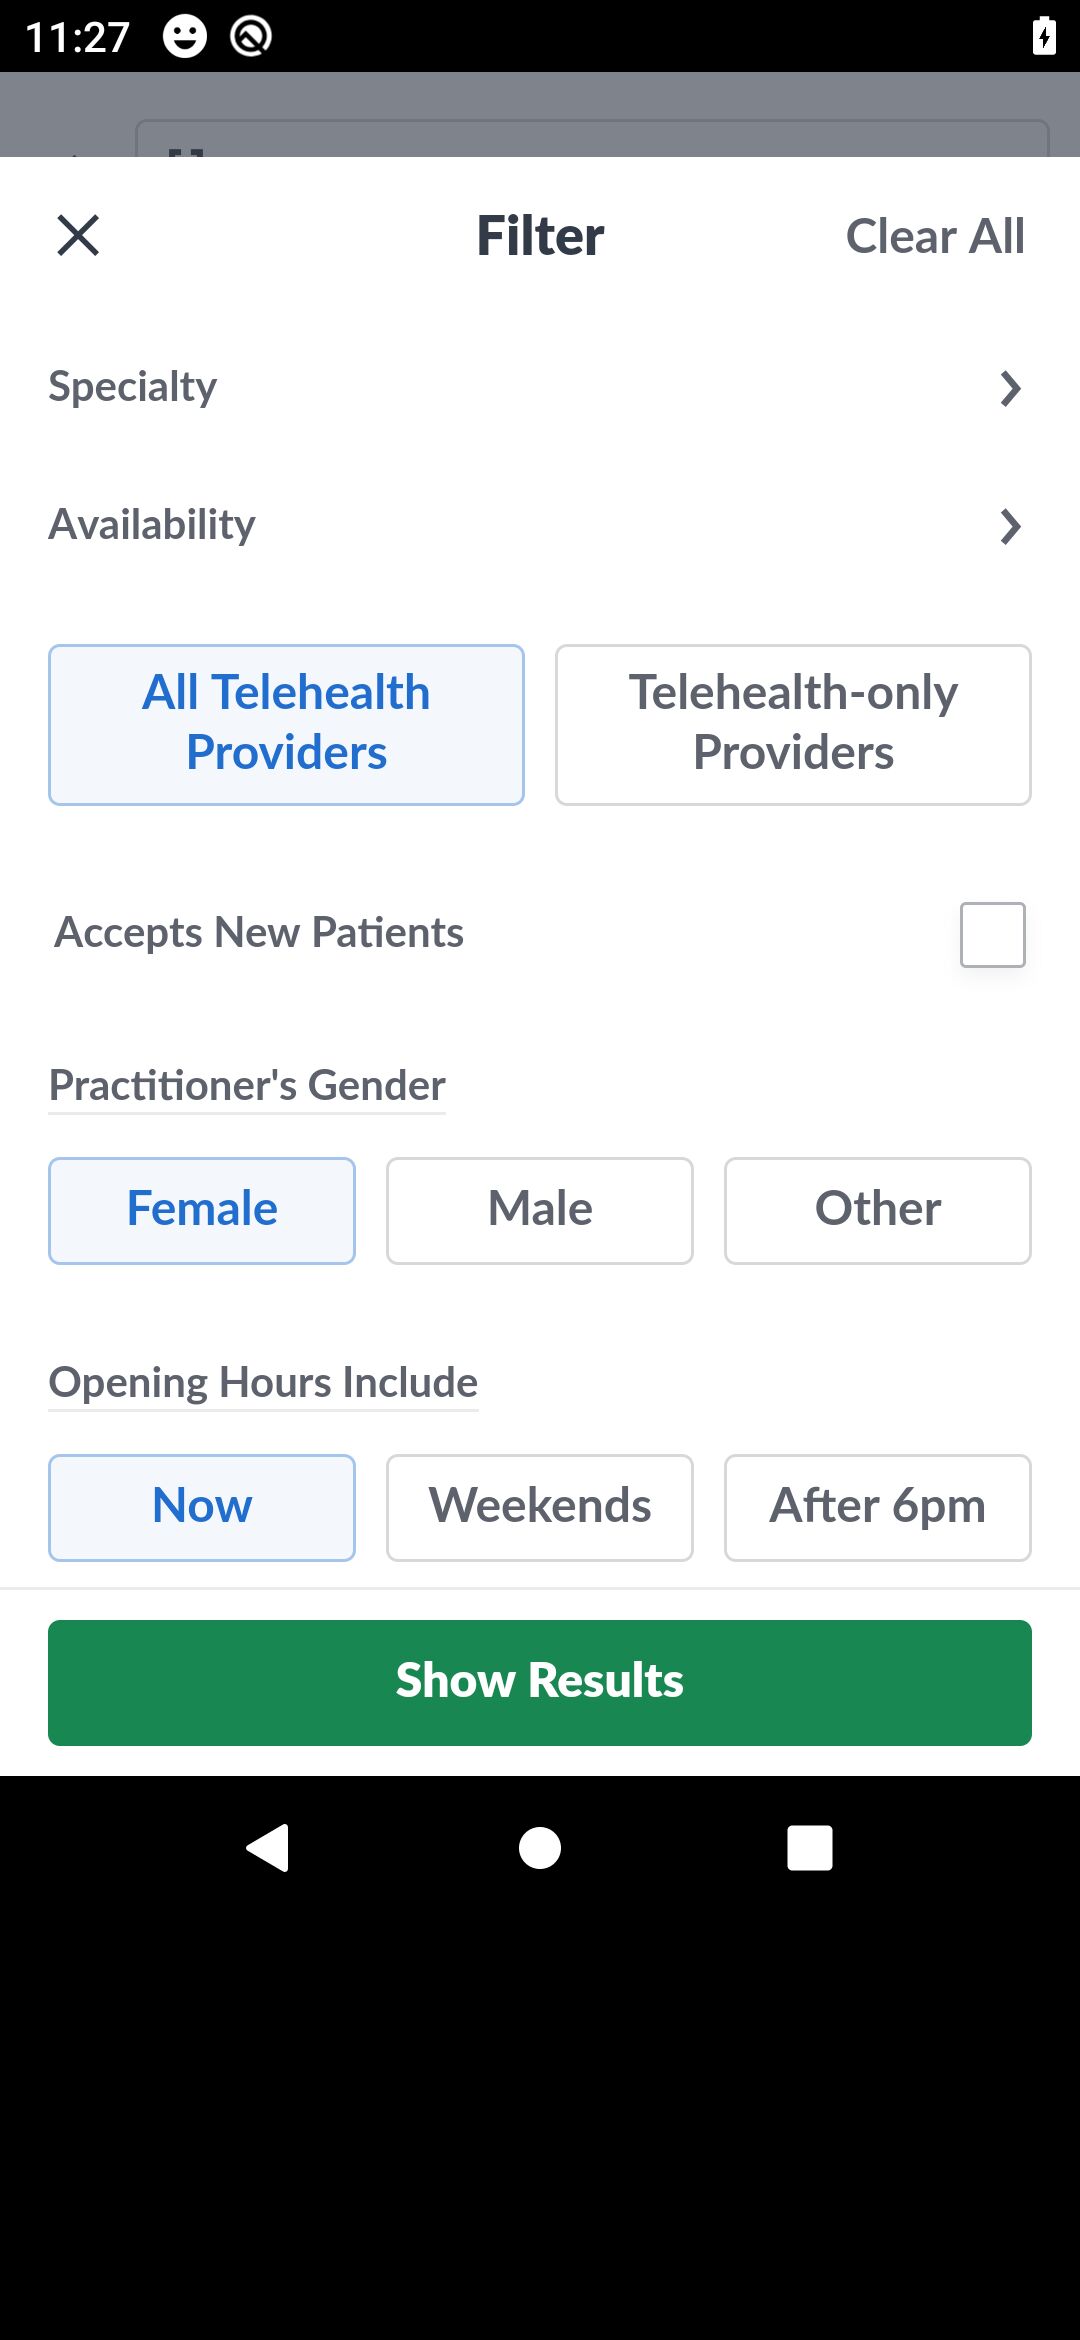 11:27
Filter
Clear All
Specialty
Availability
All Telehealth
Providers
Telehealth-only
Providers
Accepts New Patients
Practitioner's Gender
Female
Male
Other
Opening Hours Include
Now
Weekends
After 6pm
Show Results